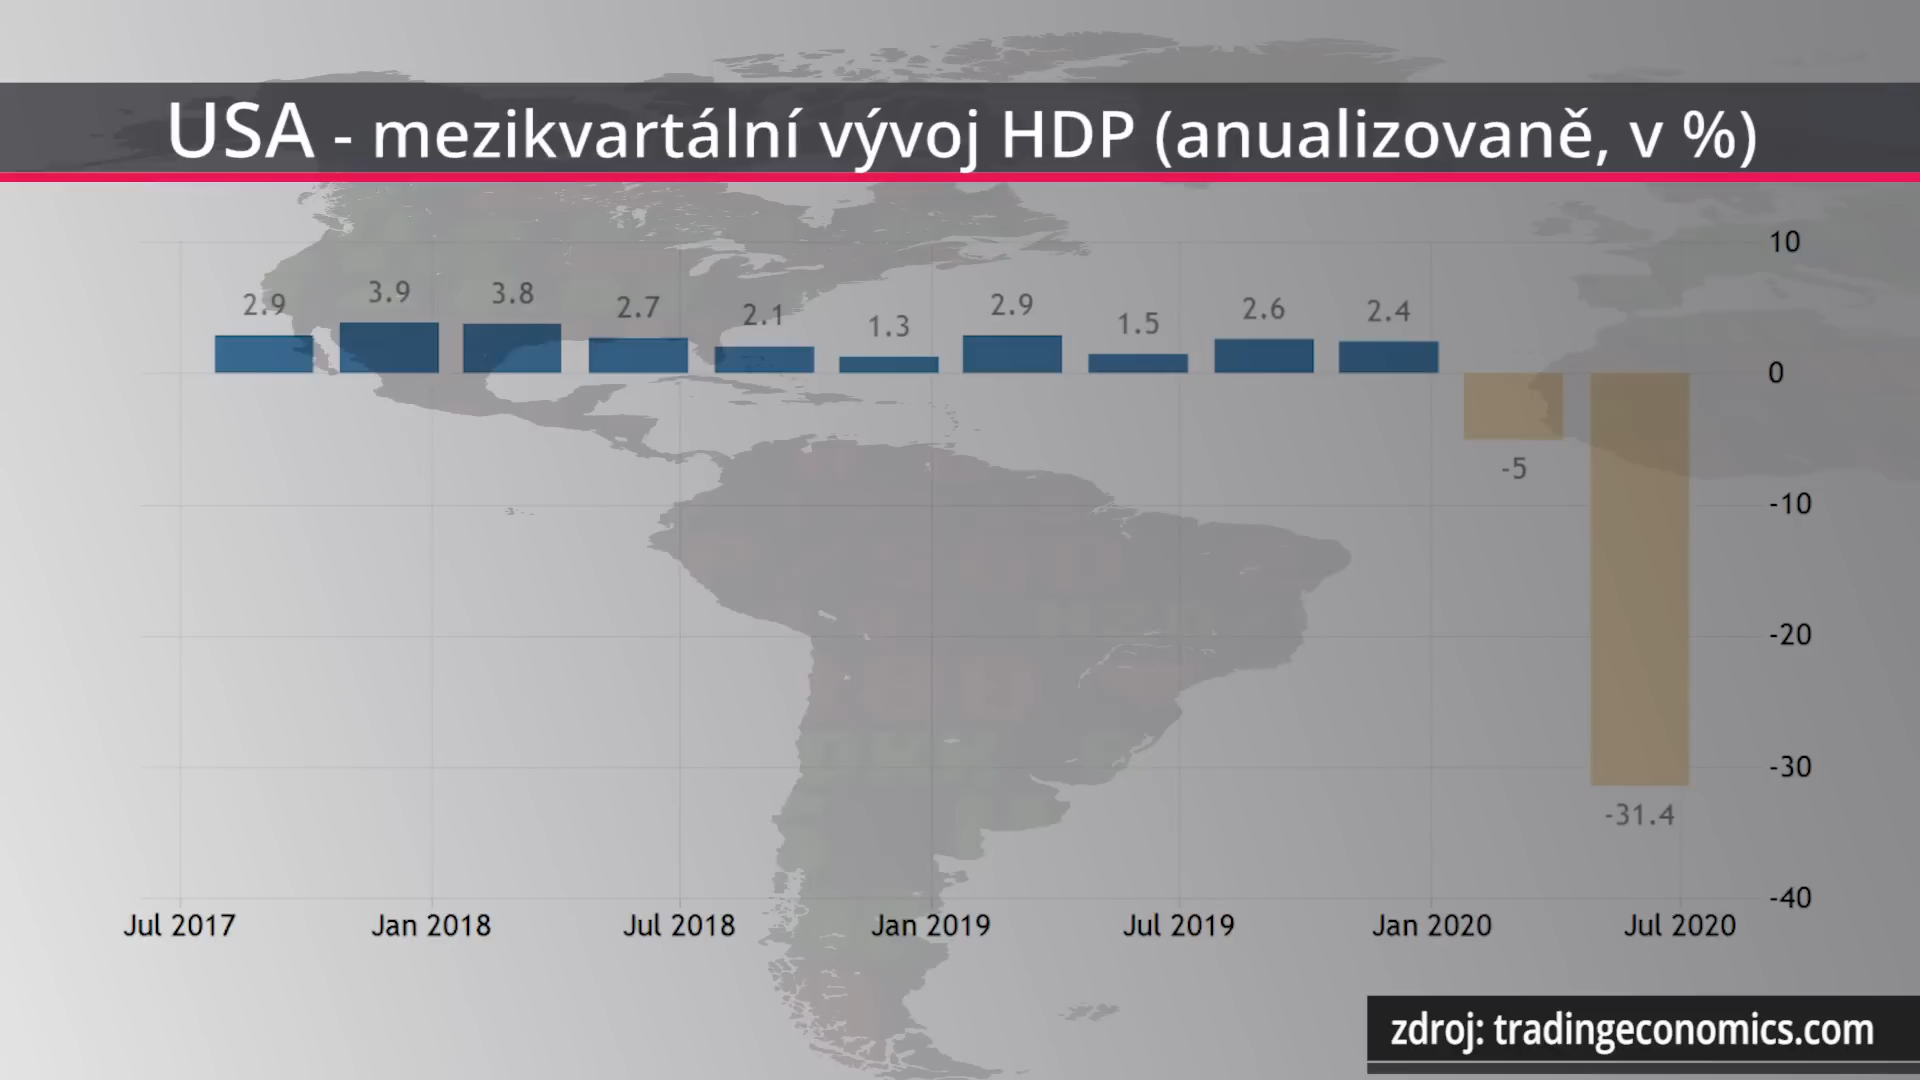 USA - mezikvartální vývoj HDP (anualizovaně, v %)
10
2.9
3.9
3.8
2.7
2.1
1.3
2.9
1.5
2.6
2.4
0
-5
-10
-20
-30
-31.4
-40
Jul 2017
Jan 2018
Jul 2018
Jan 2019
Jul 2019
Jan 2020
Jul 2020
zdroj: tradingeconomics.com